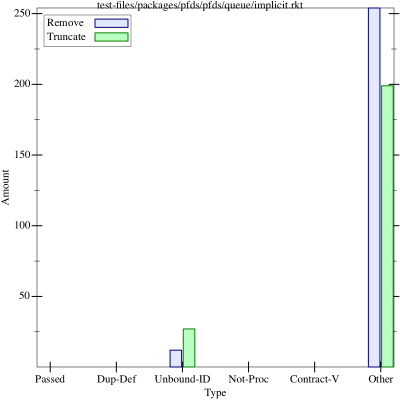 test-files/packages/pfds/pfds/queue/implicit.rkt
Remove
Truncate
250
200
150
100
50
Amount
Passed Dup-Def Unbound-ID Not-Proc Contract-V Other
Type